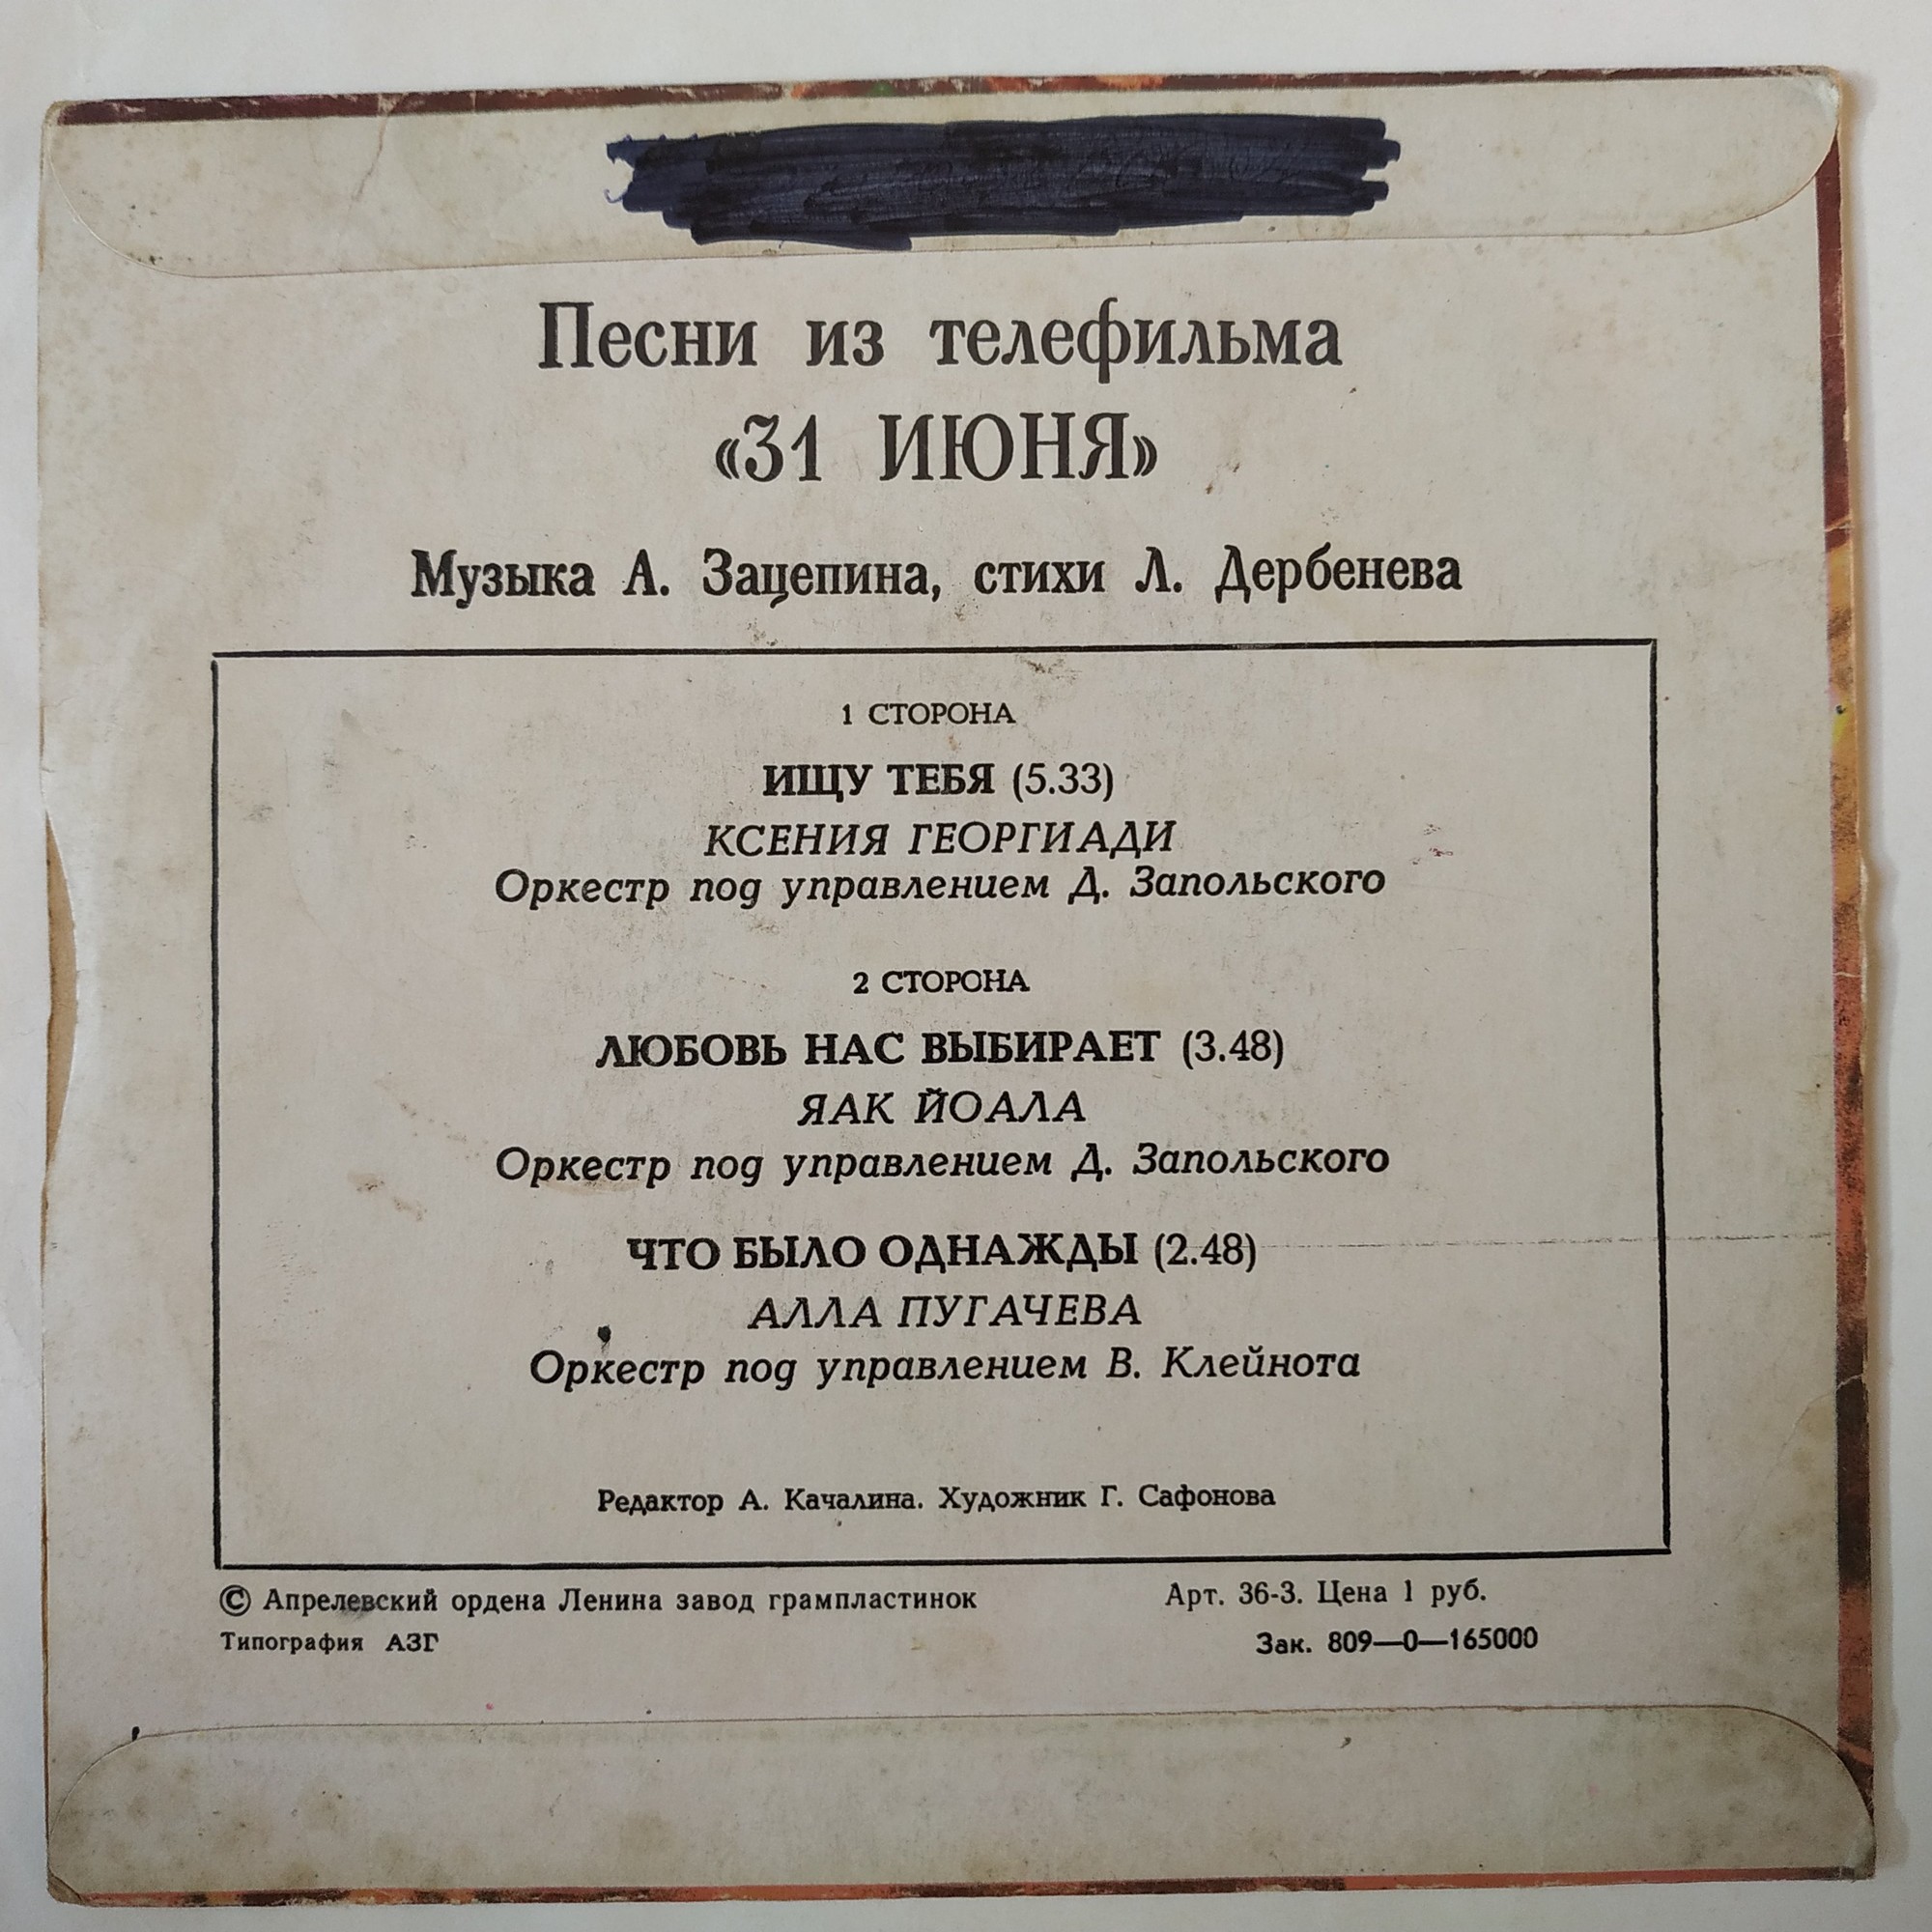 Песни из телефильма
«31 ИЮНЯ»
Музыка А. Зацепина, стихи Л. Дербенева
1 СТОРОНА
ИЩУ ТЕБЯ (5.33)
КСЕНИЯ ГЕОРГИАДИ
Оркестр под управлением Д. Запольского
2 СТОРОНА
ЛЮБОВЬ НАС ВЫБИРАЕТ (3.48)
ЯАК ЙОАЛА
Оркестр под управлением Д. Запольского
ЧТО БЫЛО ОДНАЖДЫ (2.48)
АЛЛА ПУГАЧЕВА
Оркестр под управлением В. Клейнота
Редактор А. Качалина. Художник Г. Сафонова
© Апрелевский ордена Ленина завод грампластинок
Арт. 36-3. Цена 1 руб.
Типография АЗГ
Зак. 809—0—165000